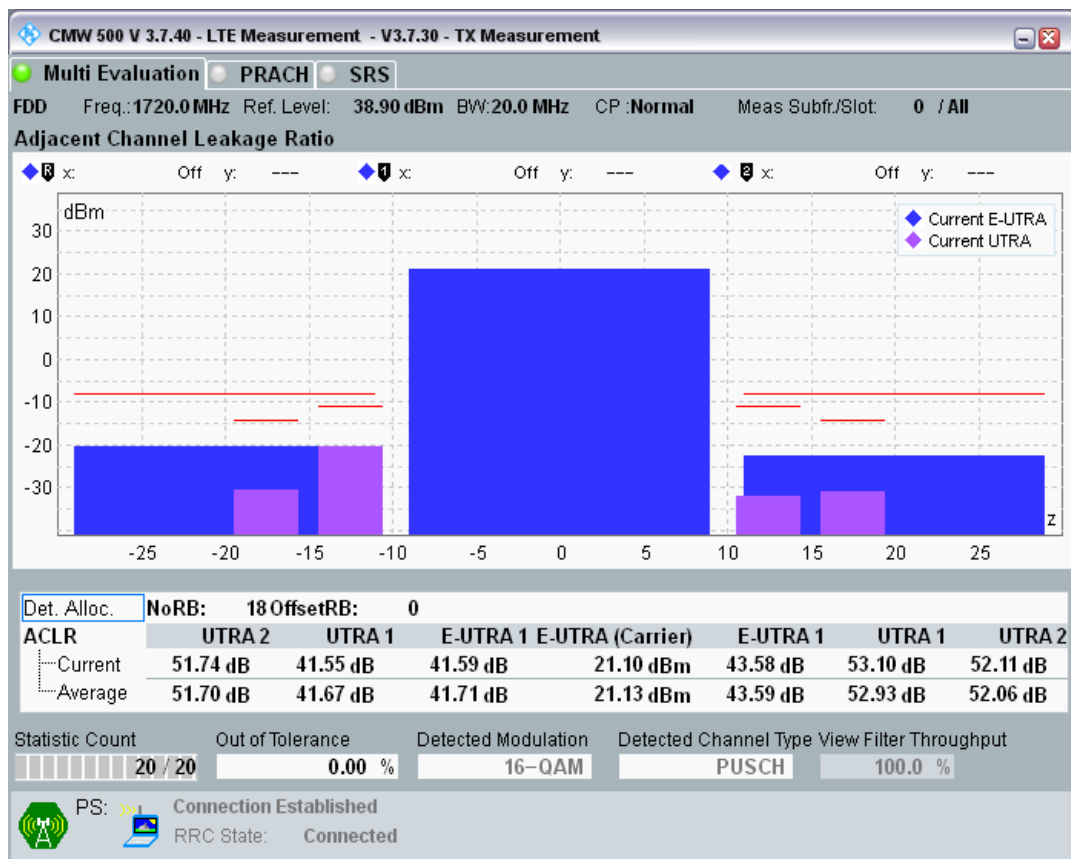 CMW 500 V 3.7.40 - LTE Measurement - V3.7.30 - TX Measurement
Multi Evaluation PRACH SRS
FDD Freq.:1720.0 MHz Ref. Level: 38.90 dBm BW:20.0 MHz CP :Normal Meas Subfr./Slot: 0 / All
Adjacent Channel Leakage Ratio
R x: Off y: --- 1 x: Off y: --- 2 x: Off y: ---
dBm
Current E-UTRA
Current UTRA
30
20
10
0
-10
-20
-30
z
-25 -20 -15 -10 -5 0 5 10 15 20 25
Det. Alloc. NoRB: 18 OffsetRB: 0
ACLR UTRA 2 UTRA 1 E-UTRA 1 E-UTRA (Carrier) E-UTRA 1 UTRA 1 UTRA 2
Current 51.74 dB 41.55 dB 41.59 dB 21.10 dBm 43.58 dB 53.10 dB 52.11 dB
Average 51.70 dB 41.67 dB 41.71 dB 21.13 dBm 43.59 dB 52.93 dB 52.06 dB
Statistic Count Out of Tolerance Detected Modulation Detected Channel Type View Filter Throughput
20 / 20 0.00 % 16-QAM PUSCH 100.0 %
PS: Connection Established
RRC State: Connected